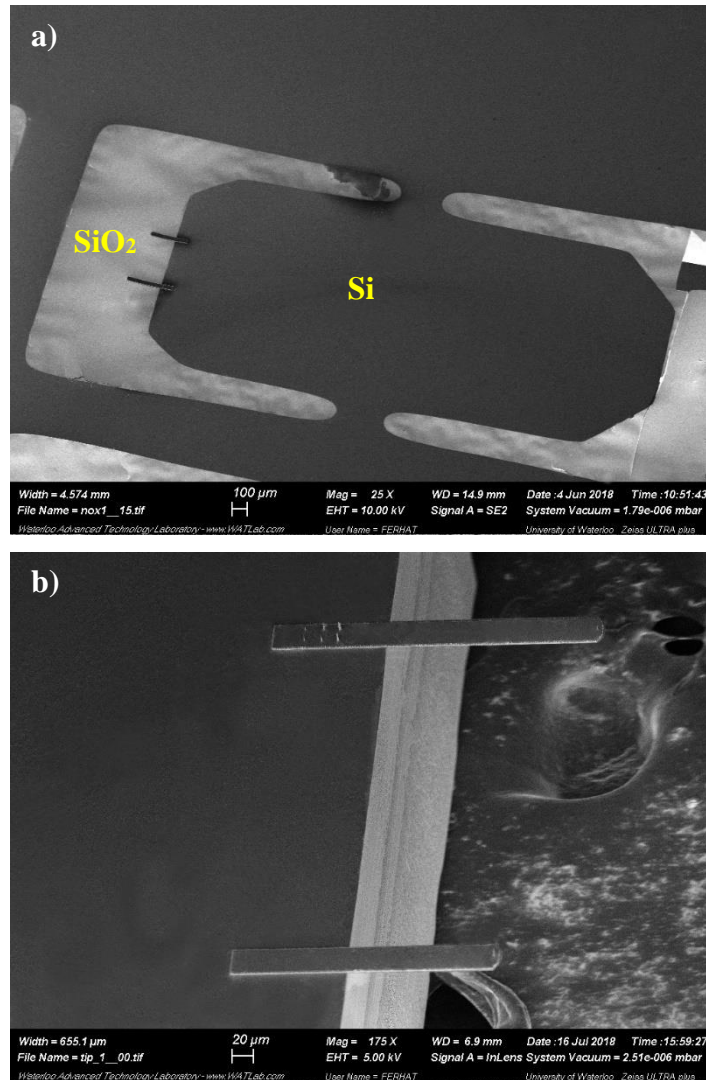 a)
SiO₂
Si
Width = 4.574 mm 100 µm Mag = 25 X WD = 14.9 mm Date :4 Jun 2018 Time :10:51:43
File Name = nox1__15.tif EHT = 10.00 kV Signal A = SE2 System Vacuum = 1.79e-006 mbar
Waterloo Advanced Technology Laboratory - www.WATLab.com User Name = FERHAT University of Waterloo Zeiss ULTRA plus
b)
Width = 655.1 µm 20 µm Mag = 175 X WD = 6.9 mm Date :16 Jul 2018 Time :15:59:27
File Name = tip_1__00.tif EHT = 5.00 kV Signal A = InLens System Vacuum = 2.51e-006 mbar
Waterloo Advanced Technology Laboratory - www.WATLab.com User Name = FERHAT University of Waterloo Zeiss ULTRA plus